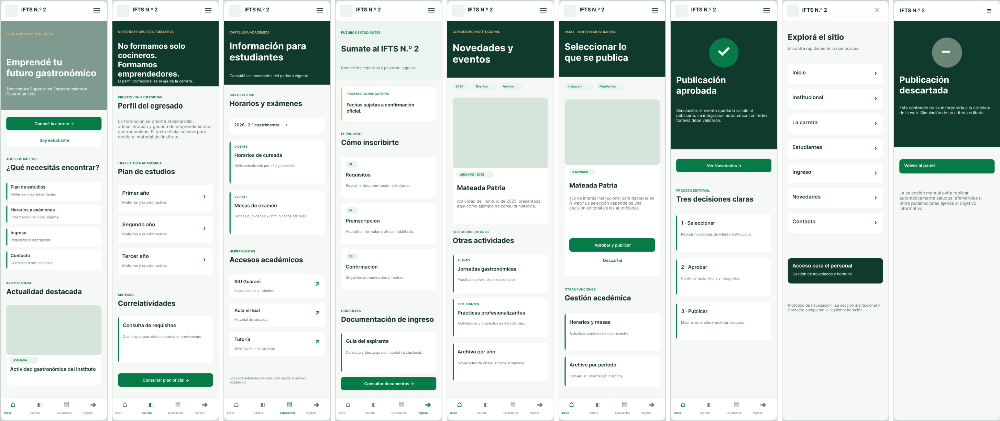 IFTS N.º 2
EDUCACIÓN PÚBLICA · GCBA
Emprendé tu
futuro gastronómico
Tecnicatura Superior en Emprendimientos
Gastronómicos
Conocé la carrera →
Soy estudiante
ACCESOS RÁPIDOS
¿Qué necesitás encontrar?
Plan de estudios
Materias y correlatividades
Horarios y exámenes
Información del ciclo vigente
Ingreso
Requisitos e inscripción
Contacto
Consultas institucionales
INSTITUCIONAL
Actualidad destacada
JORNADA
Actividad gastronómica del instituto
Inicio
Carrera
Estudiantes
Ingreso
IFTS N.º 2
NUESTRA PROPUESTA FORMATIVA
No formamos solo
cocineros.
Formamos
emprendedores.
El perfil profesional es el eje de la carrera.
PROYECCIÓN PROFESIONAL
Perfil del egresado
La formación se orienta al desarrollo,
administración y gestión de emprendimientos
gastronómicos. El texto oficial se incorpora
desde el material del instituto.
TRAYECTORIA ACADÉMICA
Plan de estudios
Primer año
Materias y cuatrimestres
Segundo año
Materias y cuatrimestres
Tercer año
Materias y cuatrimestres
MATERIAS
Correlatividades
Consulta de requisitos
Qué asignaturas deben aprobarse previamente.
Consultar plan oficial →
Inicio
Carrera
Estudiantes
Ingreso
IFTS N.º 2
CARTELERA ACADÉMICA
Información para
estudiantes
Consultá las novedades del período vigente.
CICLO LECTIVO
Horarios y exámenes
2026 · 2.º cuatrimestre
VIGENTE
Horarios de cursada
Grilla actualizada por año y comisión.
VIGENTE
Mesas de examen
Fechas publicadas y comunicados oficiales.
HERRAMIENTAS
Accesos académicos
SIU Guaraní
Inscripciones y trámites
Aula virtual
Material de cursada
Tutoría
Orientación institucional
Los años anteriores se consultan desde el archivo
académico.
Inicio
Carrera
Estudiantes
Ingreso
IFTS N.º 2
FUTUROS ESTUDIANTES
Sumate al IFTS N.º 2
Conocé los requisitos y pasos de ingreso.
PRÓXIMA CONVOCATORIA
Fechas sujetas a confirmación
oficial.
EL PROCESO
Cómo inscribirte
01
Requisitos
Revisá la documentación solicitada.
02
Preinscripción
Accedé al formulario oficial habilitado.
03
Confirmación
Seguí los comunicados y fechas.
CONSULTAS
Documentación de ingreso
Guía del aspirante
Consulta y descarga de material institucional.
Consultar documentos →
Inicio
Carrera
Estudiantes
Ingreso
IFTS N.º 2
COMUNIDAD INSTITUCIONAL
Novedades y
eventos
2026
Eventos
Archivo
ARCHIVO · 2025
Mateada Patria
Actividad del instituto de 2025, presentada
aquí como ejemplo de consulta histórica.
SELECCIÓN EDITORIAL
Otras actividades
EVENTO
Jornadas gastronómicas
Prácticas y eventos seleccionados.
ESTUDIANTES
Prácticas profesionalizantes
Actividades y proyectos de estudiantes.
Archivo por año
Novedades de ciclos lectivos anteriores.
Inicio
Carrera
Estudiantes
Ingreso
IFTS N.º 2
PANEL · MODO DEMOSTRACIÓN
Seleccionar lo
que se publica
Instagram
Pendientes
A REVISAR
Mateada Patria
¿Es de interés institucional para destacar en
la web? La selección depende de una
decisión editorial de las autoridades.
Aprobar y publicar
Descartar
OTRAS FUNCIONES
Gestión académica
Horarios y mesas
Actualizar cambios de cuatrimestre.
Archivo por período
Conservar información histórica.
Inicio
Carrera
Estudiantes
Ingreso
IFTS N.º 2
Publicación
aprobada
Simulación: el evento quedaría visible al
publicarlo. La integración automática con redes
todavía debe validarse.
Ver Novedades →
PROCESO EDITORIAL
Tres decisiones claras
1 · Seleccionar
Revisar novedades de interés institucional.
2 · Aprobar
Controlar texto, fecha y fotografías.
3 · Publicar
Mostrar en el sitio y archivar después.
Inicio
Carrera
Estudiantes
Ingreso
IFTS N.º 2
Explorá el sitio
Encontrá rápidamente lo que buscás.
Inicio
Institucional
La carrera
Estudiantes
Ingreso
Novedades
Contacto
Acceso para el personal
Gestión de novedades y horarios
Prototipo de navegación · La sección institucional y
Contacto completan la siguiente iteración.
IFTS N.º 2
Publicación
descartada
Este contenido no se incorporaría a la cartelera
de la web. Simulación de un criterio editorial.
Volver al panel
La selección manual evita replicar
automáticamente saludos, efemérides u
otras publicaciones ajenas al objetivo
informativo.